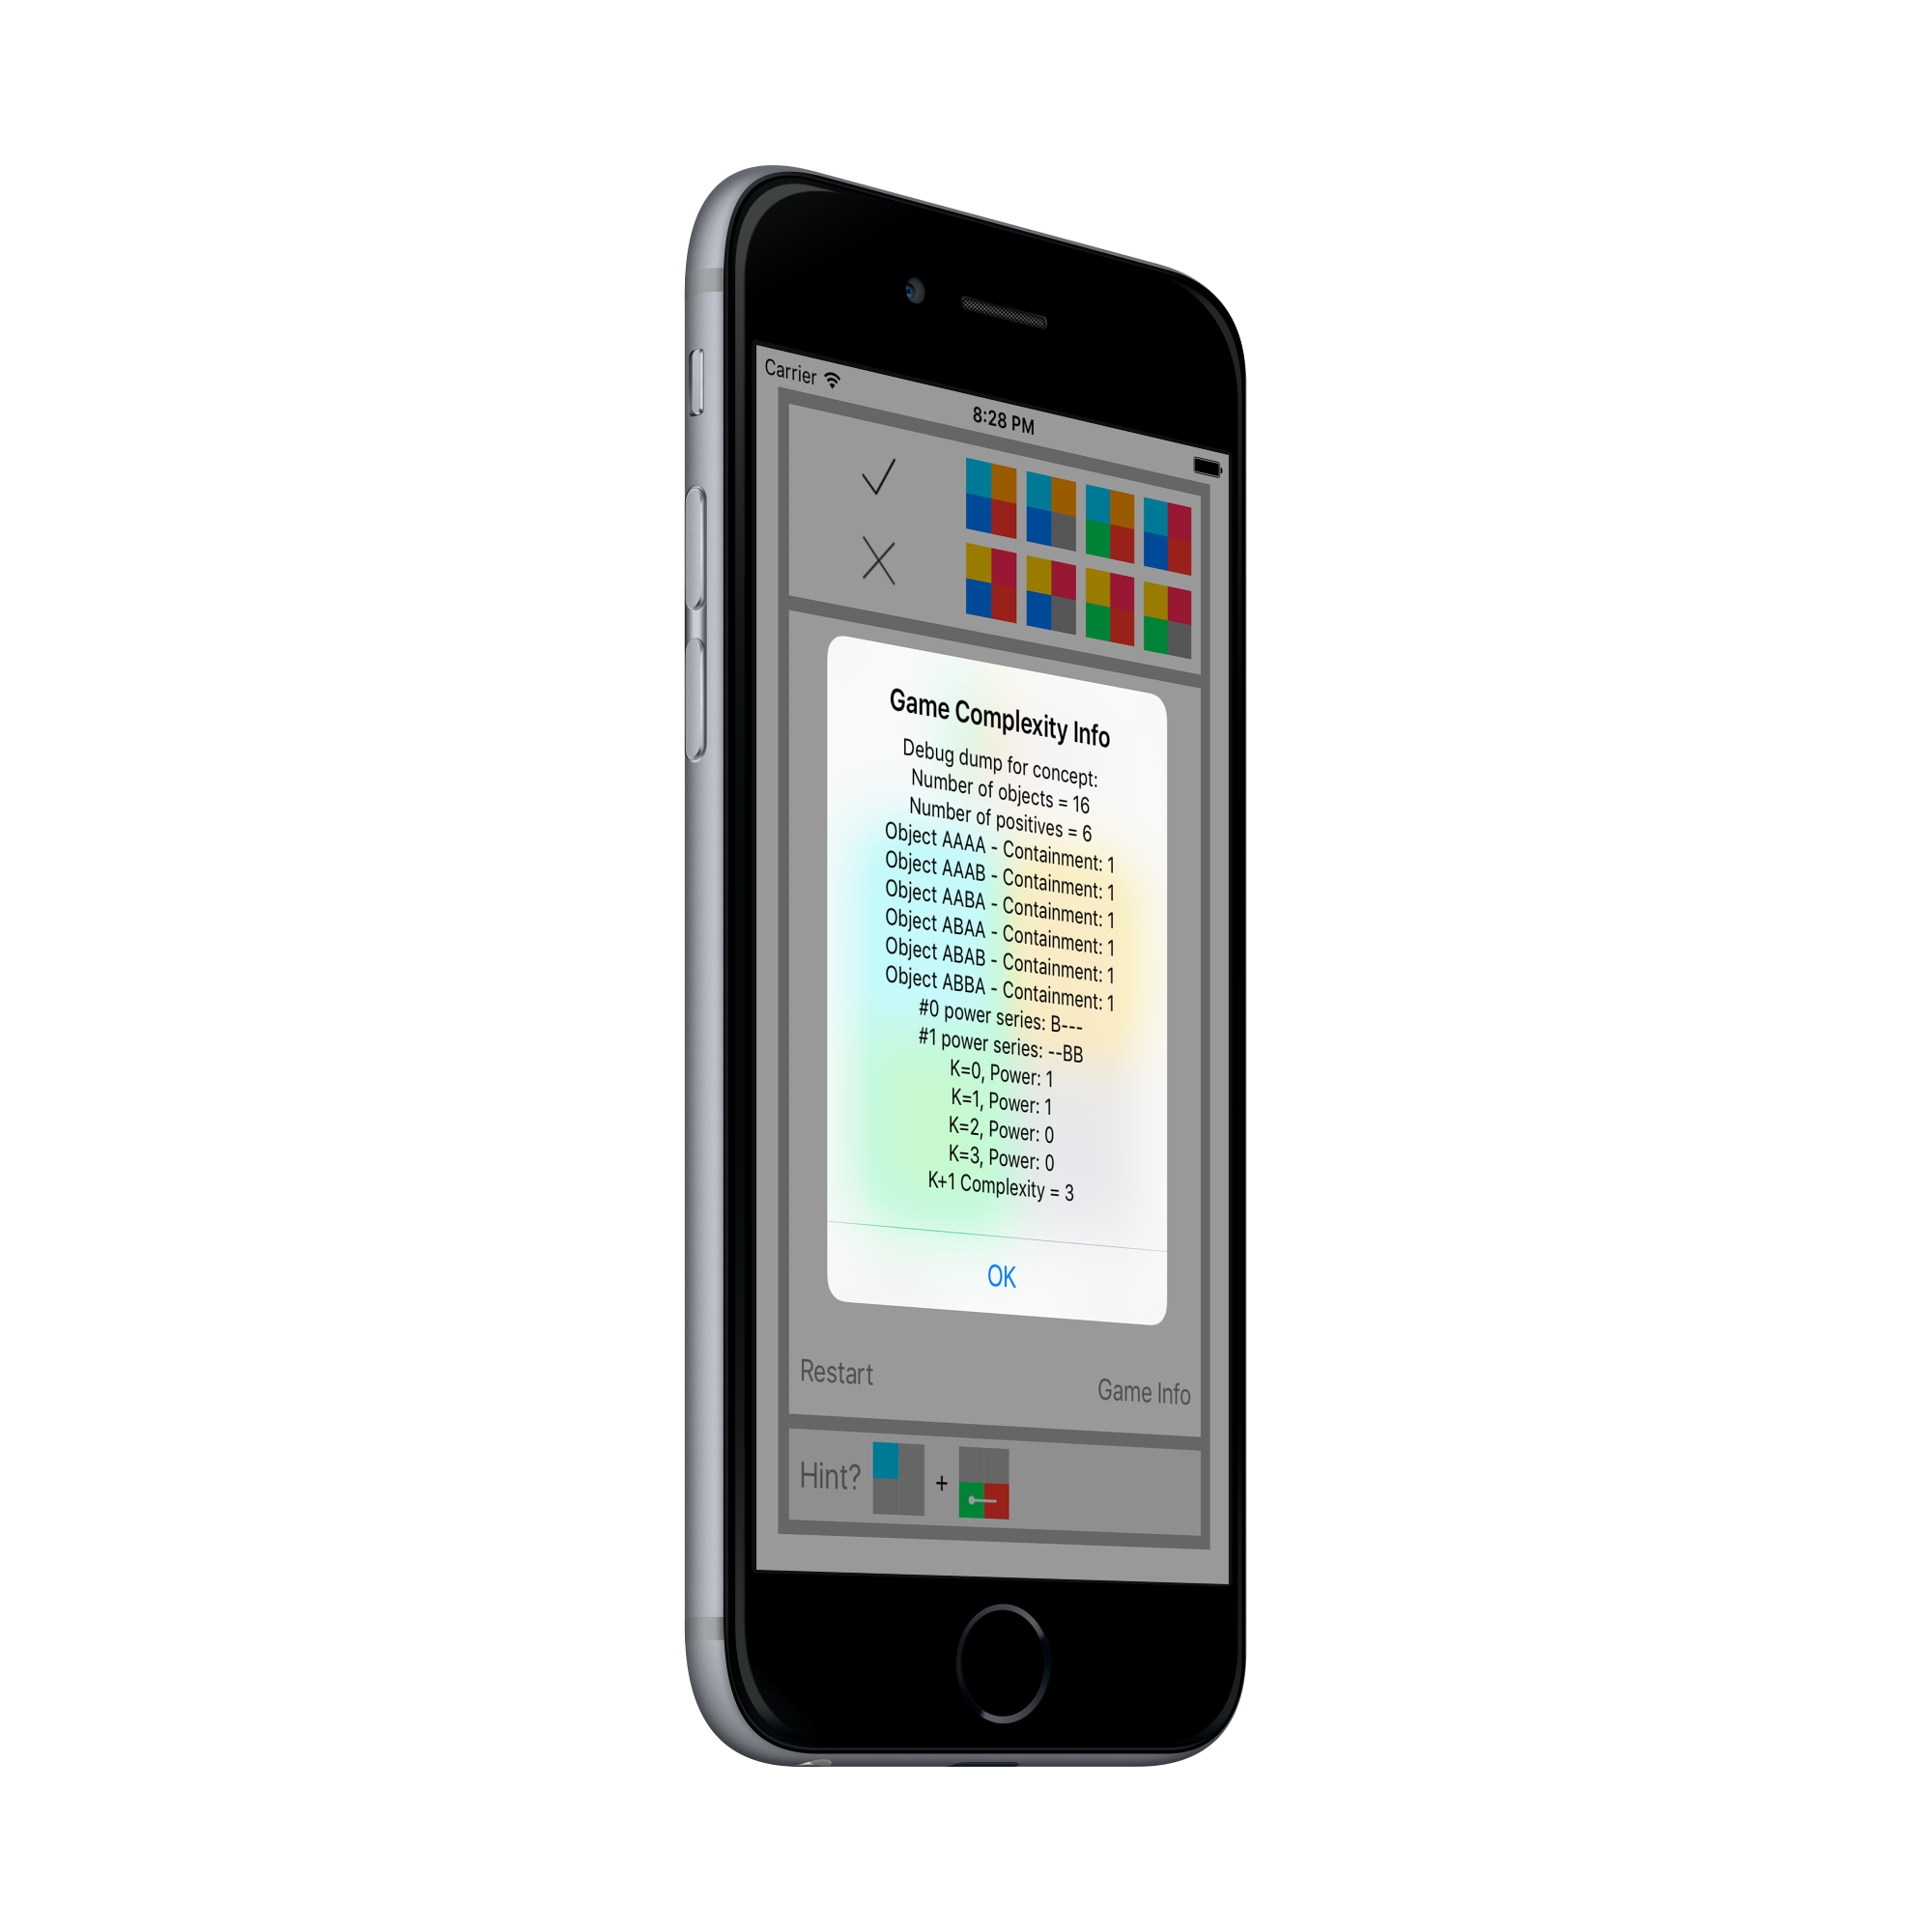 Carrier
8:28 PM
Game Complexity Info
Debug dump for concept:
Number of objects = 16
Number of positives = 6
Object AAAA - Containment: 1
Object AAAB - Containment: 1
Object AABA - Containment: 1
Object ABAA - Containment: 1
Object ABAB - Containment: 1
Object ABBA - Containment: 1
#0 power series: B---
#1 power series: --BB
K=0, Power: 1
K=1, Power: 1
K=2, Power: 0
K=3, Power: 0
K+1 Complexity = 3
OK
Restart
Game Info
Hint? +